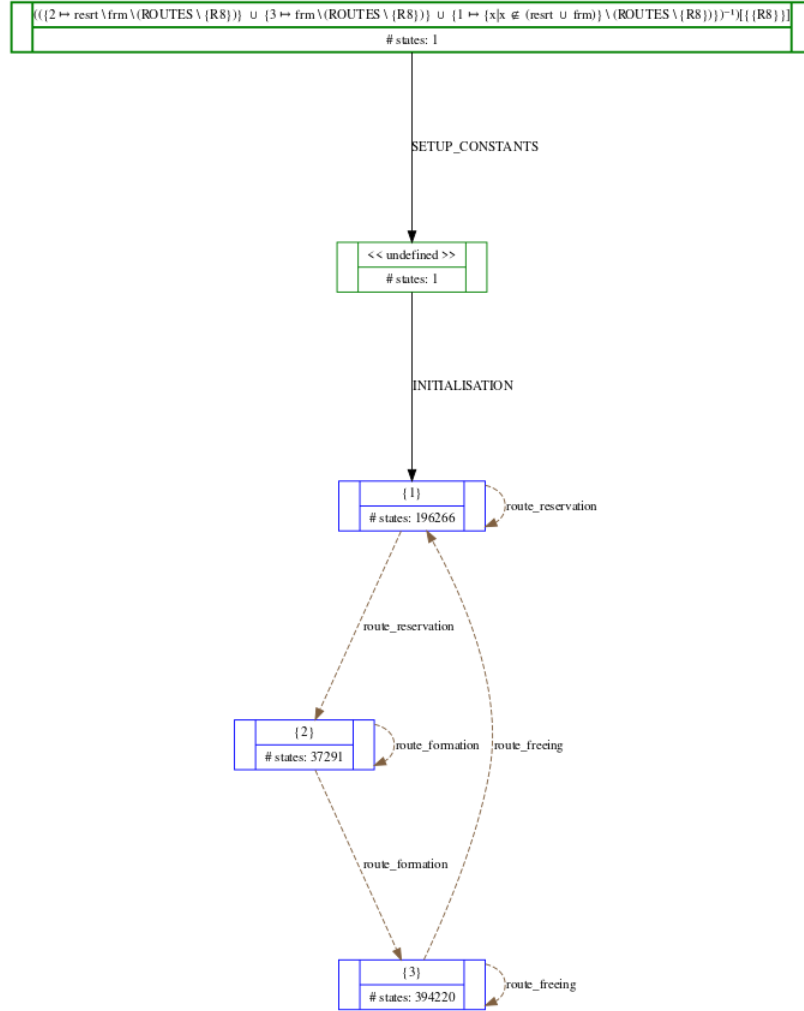 (({2 ↦ resrt \ frm \ (ROUTES \ {R8})} ∪ {3 ↦ frm \ (ROUTES \ {R8})} ∪ {1 ↦ {x|x ∉ (resrt ∪ frm)} \ (ROUTES \ {R8})})⁻¹)[{{R8}}]
# states: 1
SETUP_CONSTANTS
<< undefined >>
# states: 1
INITIALISATION
{1}
# states: 196266
route_reservation
route_reservation
{2}
# states: 37291
route_formation
route_freeing
route_formation
{3}
# states: 394220
route_freeing